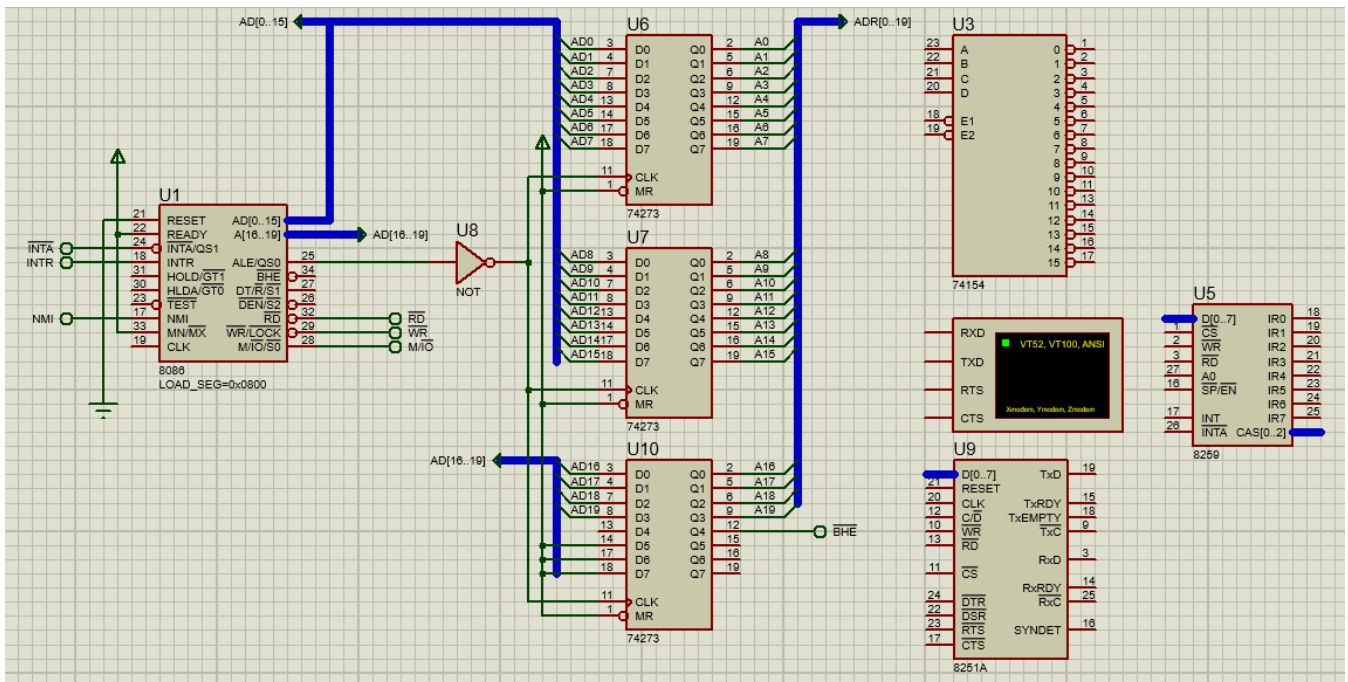 AD[0..15]
ADR[0..19]
U6
AD0 3 D0 Q0 2 A0
AD1 4 D1 Q1 5 A1
AD2 7 D2 Q2 6 A2
AD3 8 D3 Q3 9 A3
AD4 13 D4 Q4 12 A4
AD5 14 D5 Q5 15 A5
AD6 17 D6 Q6 16 A6
AD7 18 D7 Q7 19 A7
11 CLK
1 MR
74273
U3
23 A 0 1
22 B 1 2
21 C 2 3
20 D 3 4
4 5
18 E1 5 6
19 E2 6 7
7 8
8 9
9 10
10 11
11 13
12 14
13 15
14 16
15 17
74154
U1
21 RESET AD[0..15]
22 READY A[16..19] AD[16..19]
INTA 24 INTA/QS1
INTR 18 INTR ALE/QS0 25
31 HOLD/GT1 BHE 34
30 HLDA/GT0 DT/R/S1 27
23 TEST DEN/S2 26
NMI 17 NMI RD 32 RD
33 MN/MX WR/LOCK 29 WR
19 CLK M/IO/S0 28 M/IO
8086
LOAD_SEG=0x0800
U8
NOT
U7
AD8 3 D0 Q0 2 A8
AD9 4 D1 Q1 5 A9
AD10 7 D2 Q2 6 A10
AD11 8 D3 Q3 9 A11
AD12 13 D4 Q4 12 A12
AD13 14 D5 Q5 15 A13
AD14 17 D6 Q6 16 A14
AD15 18 D7 Q7 19 A15
11 CLK
1 MR
74273
RXD
TXD
RTS
CTS
VT52, VT100, ANSI
Xmodem, Ymodem, Zmodem
U5
D[0..7] IR0 18
1 CS IR1 19
2 WR IR2 20
3 RD IR3 21
27 A0 IR4 22
16 SP/EN IR5 23
IR6 24
17 INT IR7 25
26 INTA CAS[0..2]
8259
U10
AD[16..19]
AD16 3 D0 Q0 2 A16
AD17 4 D1 Q1 5 A17
AD18 7 D2 Q2 6 A18
AD19 8 D3 Q3 9 A19
13 D4 Q4 12 BHE
14 D5 Q5 15
17 D6 Q6 16
18 D7 Q7 19
11 CLK
1 MR
74273
U9
D[0..7] TxD 19
21 RESET
20 CLK TxRDY 15
12 C/D TxEMPTY 18
10 WR TxC 9
13 RD
RxD 3
11 CS
RxRDY 14
24 DTR RxC 25
22 DSR
23 RTS SYNDET 16
17 CTS
8251A